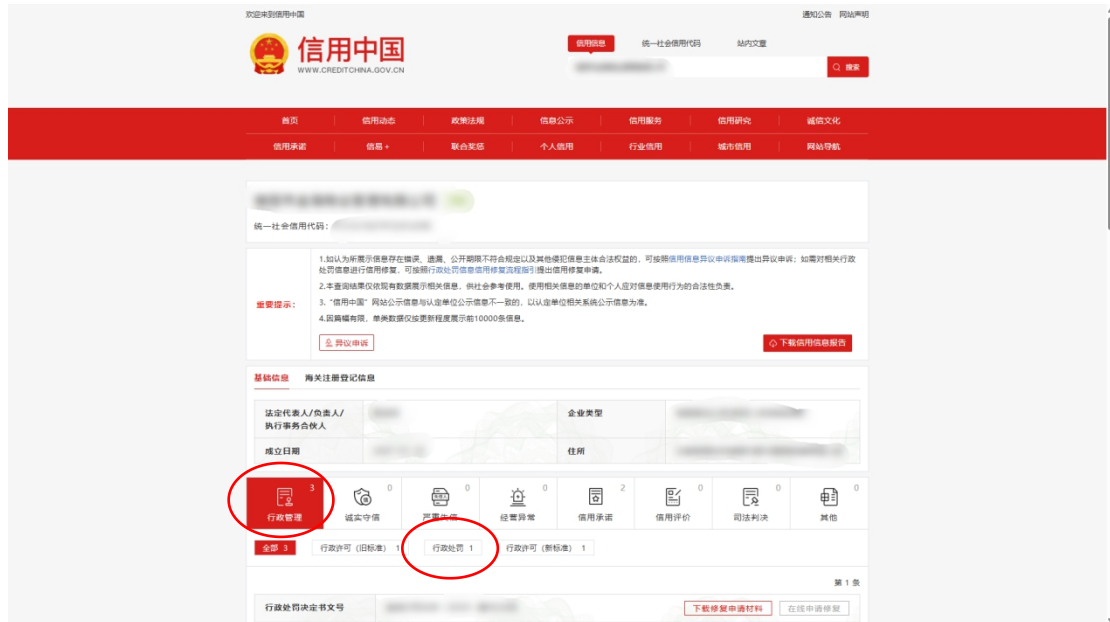 欢迎来到信用中国 通知公告 网站声明
信用中国
WWW.CREDITCHINA.GOV.CN
信用信息 统一社会信用代码 站内文章
搜索
首页 信用动态 政策法规 信息公示 信用服务 信用研究 诚信文化
信用承诺 信易+ 联合奖惩 个人信用 行业信用 城市信用 网站导航
统一社会信用代码:
重要提示:
1.如认为所展示信息存在错误、遗漏、公开期限不符合规定以及其他侵犯信息主体合法权益的,可按照信用信息异议申诉指南提出异议申诉;如需对相关行政
处罚信息进行信用修复,可按照行政处罚信息信用修复流程指引提出信用修复申请。
2.本查询结果仅依现有数据展示相关信息,供社会参考使用。使用相关信息的单位和个人应对信息使用行为的合法性负责。
3."信用中国"网站公示信息与认定单位公示信息不一致的,以认定单位相关系统公示信息为准。
4.因篇幅有限,单类数据仅按更新程度展示前10000条信息。
异议申诉 下载信用信息报告
基础信息 海关注册登记信息
法定代表人/负责人/
执行事务合伙人
企业类型
成立日期 住所
3 0 0 0 2 0 0 0
行政管理 诚实守信 严重失信 经营异常 信用承诺 信用评价 司法判决 其他
全部 3 行政许可(旧标准) 1 行政处罚 1 行政许可(新标准) 1
第 1 条
行政处罚决定书文号 下载修复申请材料 在线申请修复